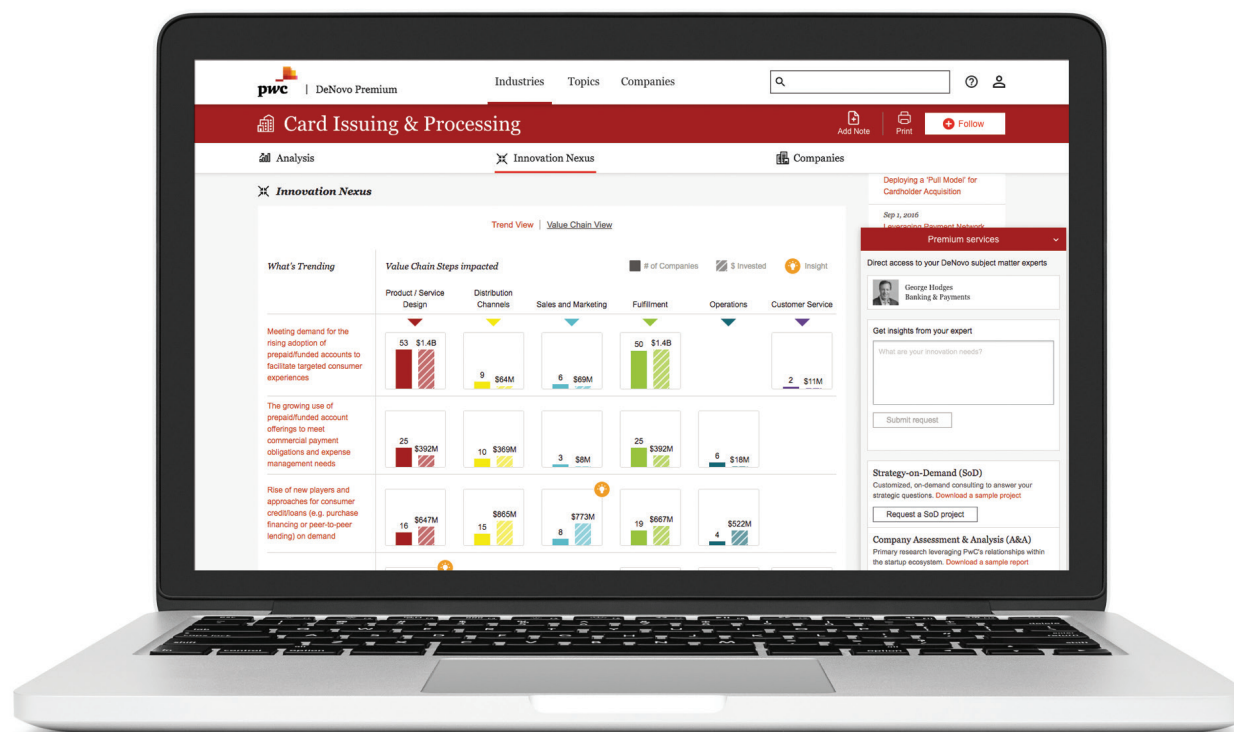 pwc | DeNovo Premium
Industries Topics Companies
Card Issuing & Processing
Add Note
Print
Follow
Analysis
Innovation Nexus
Companies
Innovation Nexus
Trend View | Value Chain View
What's Trending
Value Chain Steps impacted
# of Companies
$ Invested
Insight
Product / Service
Design
Distribution
Channels
Sales and Marketing
Fulfillment
Operations
Customer Service
Meeting demand for the
rising adoption of
prepaid/funded accounts to
facilitate targeted consumer
experiences
53 $1.4B
9 $64M
6 $69M
50 $1.4B
2 $11M
The growing use of
prepaid/funded account
offerings to meet
commercial payment
obligations and expense
management needs
25 $392M
10 $369M
3 $8M
25 $392M
6 $18M
Rise of new players and
approaches for consumer
credit/loans (e.g. purchase
financing or peer-to-peer
lending) on demand
16 $647M
15 $865M
8 $773M
19 $667M
4 $522M
Deploying a 'Pull Model' for
Cardholder Acquisition
Sep 1, 2016
Leveraging Payment Network
Premium services
Direct access to your DeNovo subject matter experts
George Hodges
Banking & Payments
Get insights from your expert
What are your innovation needs?
Submit request
Strategy-on-Demand (SoD)
Customized, on-demand consulting to answer your
strategic questions. Download a sample project
Request a SoD project
Company Assessment & Analysis (A&A)
Primary research leveraging PwC's relationships within
the startup ecosystem. Download a sample report
control
option
option